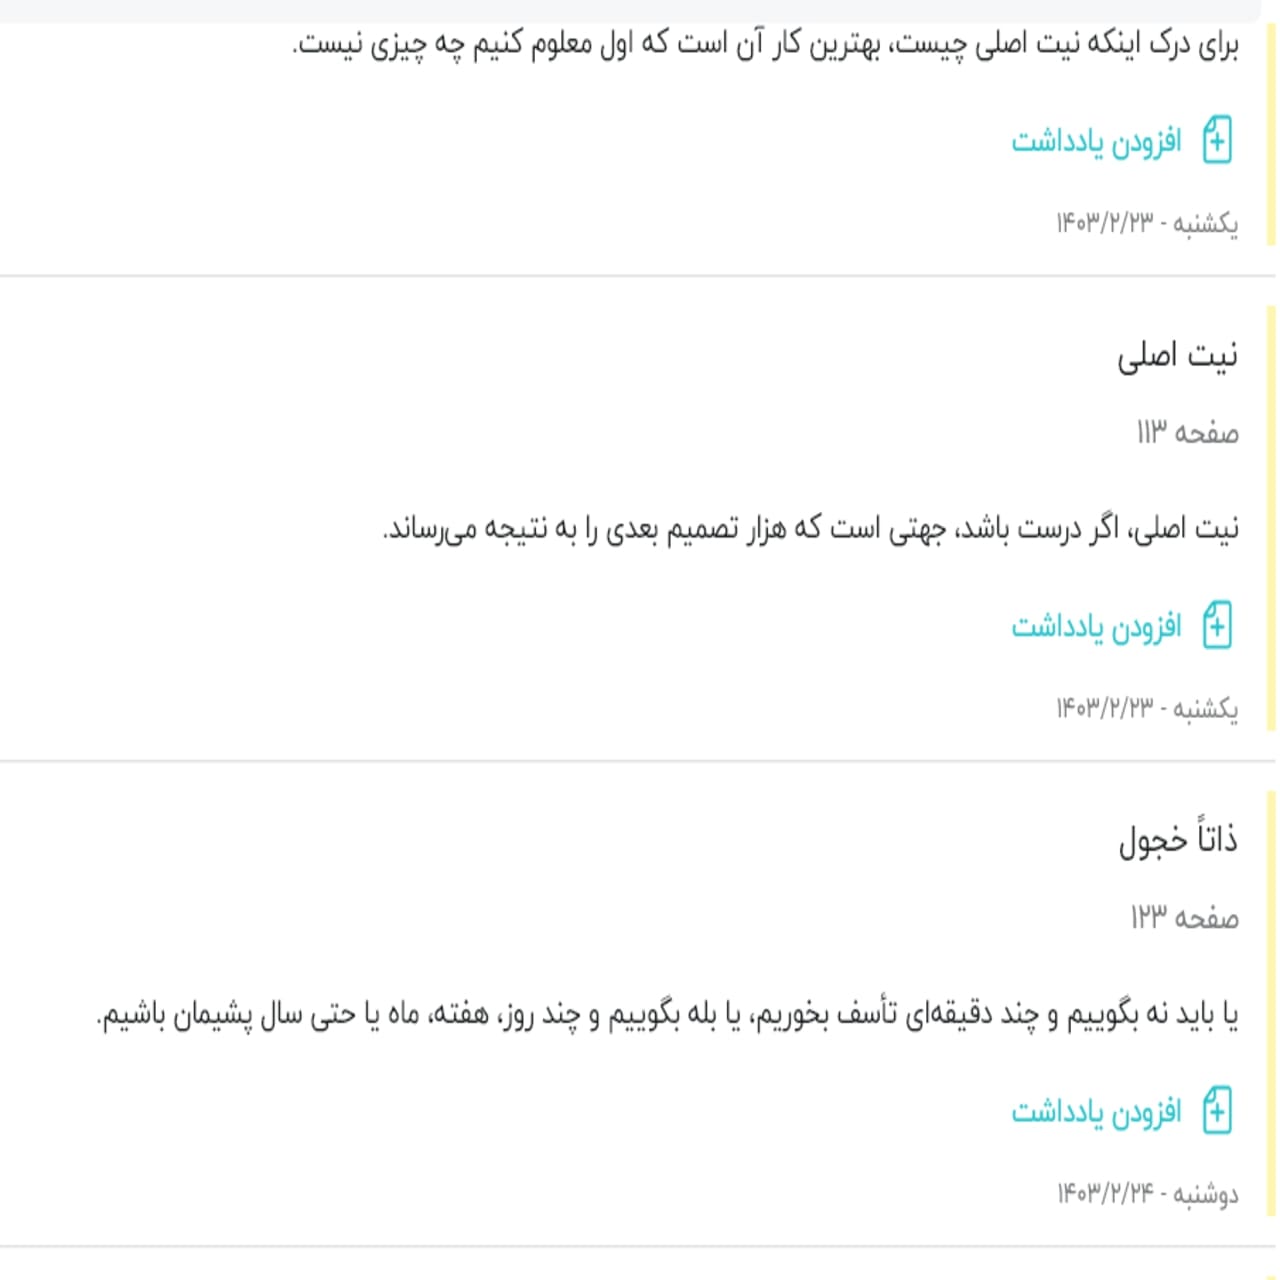 برای درک اینکه نیت اصلی چیست، بهترین کار آن است که اول معلوم کنیم چه چیزی نیست.
افزودن یادداشت
یکشنبه - ۱۴۰۳/۲/۲۳
نیت اصلی
صفحه ۱۱۳
نیت اصلی، اگر درست باشد، جهتی است که هزار تصمیم بعدی را به نتیجه می‌رساند.
افزودن یادداشت
یکشنبه - ۱۴۰۳/۲/۲۳
ذاتاً خجول
صفحه ۱۲۳
یا باید نه بگوییم و چند دقیقه‌ای تأسف بخوریم، یا بله بگوییم و چند روز، هفته، ماه یا حتی سال پشیمان باشیم.
افزودن یادداشت
دوشنبه - ۱۴۰۳/۲/۲۴